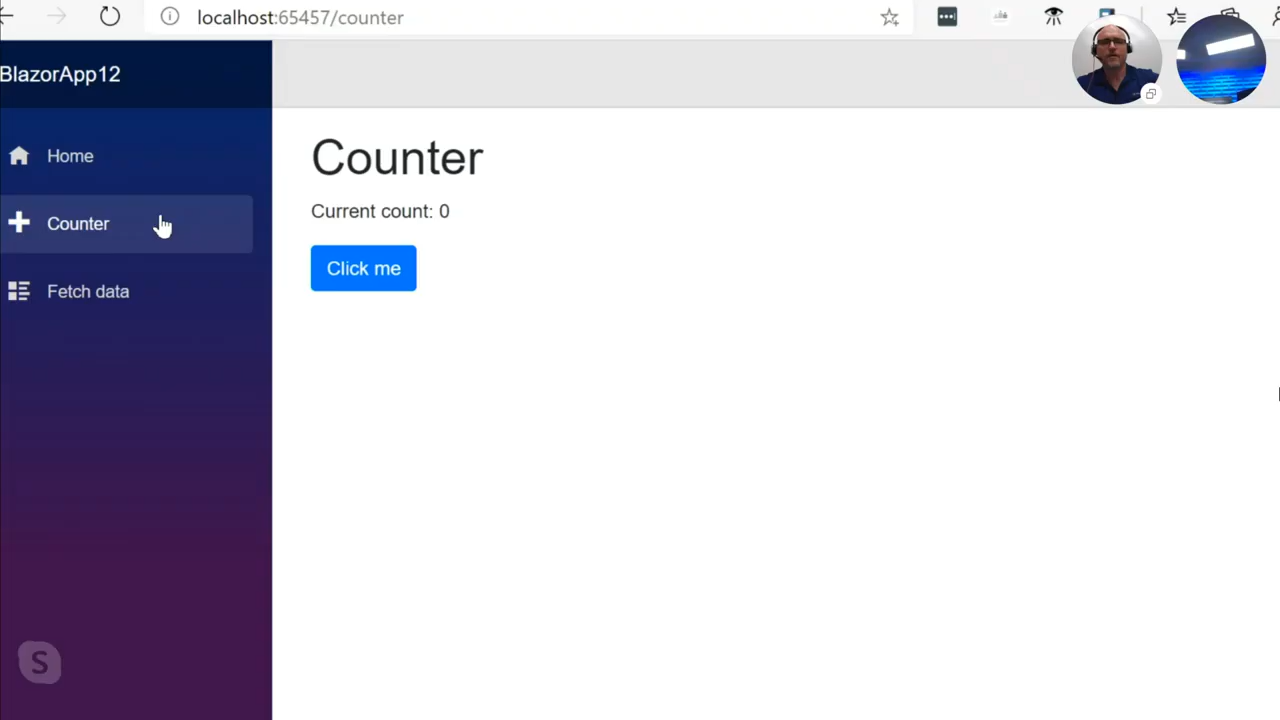 localhost:65457/counter
BlazorApp12
Home
Counter
Fetch data
Counter
Current count: 0
Click me
S